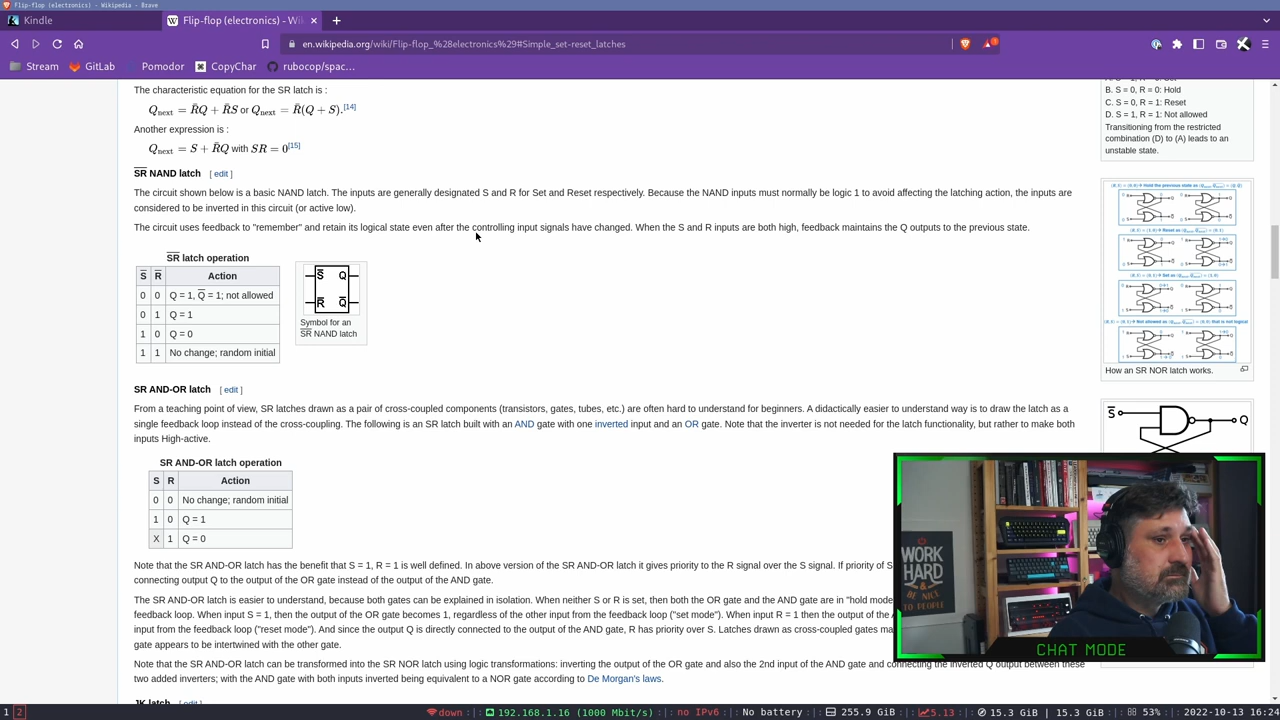 Flip-flop (electronics) - Wikipedia - Brave
Kindle
Flip-flop (electronics) - Wiki
en.wikipedia.org/wiki/Flip-flop_%28electronics%29#Simple_set-reset_latches
Stream GitLab Pomodor CopyChar rubocop/spac…
The characteristic equation for the SR latch is :
Qnext = R̄Q + R̄S or Qnext = R̄(Q + S).[14]
Another expression is :
Qnext = S + R̄Q with SR = 0[15]
S̅R̅ NAND latch [ edit ]
The circuit shown below is a basic NAND latch. The inputs are generally designated S and R for Set and Reset respectively. Because the NAND inputs must normally be logic 1 to avoid affecting the latching action, the inputs are
considered to be inverted in this circuit (or active low).
The circuit uses feedback to "remember" and retain its logical state even after the controlling input signals have changed. When the S and R inputs are both high, feedback maintains the Q outputs to the previous state.
S̅R̅ latch operation
S̅ R̅ Action
0 0 Q = 1, Q̅ = 1; not allowed
0 1 Q = 1
1 0 Q = 0
1 1 No change; random initial
S̅ Q
R̅ Q̅
Symbol for an
S̅R̅ NAND latch
SR AND-OR latch [ edit ]
From a teaching point of view, SR latches drawn as a pair of cross-coupled components (transistors, gates, tubes, etc.) are often hard to understand for beginners. A didactically easier to understand way is to draw the latch as a
single feedback loop instead of the cross-coupling. The following is an SR latch built with an AND gate with one inverted input and an OR gate. Note that the inverter is not needed for the latch functionality, but rather to make both
inputs High-active.
SR AND-OR latch operation
S R Action
0 0 No change; random initial
1 0 Q = 1
X 1 Q = 0
Note that the SR AND-OR latch has the benefit that S = 1, R = 1 is well defined. In above version of the SR AND-OR latch it gives priority to the R signal over the S signal. If priority of S
connecting output Q to the output of the OR gate instead of the output of the AND gate.
The SR AND-OR latch is easier to understand, because both gates can be explained in isolation. When neither S or R is set, then both the OR gate and the AND gate are in "hold mode
feedback loop. When input S = 1, then the output of the OR gate becomes 1, regardless of the other input from the feedback loop ("set mode"). When input R = 1 then the output of the A
input from the feedback loop ("reset mode"). And since the output Q is directly connected to the output of the AND gate, R has priority over S. Latches drawn as cross-coupled gates ma
gate appears to be intertwined with the other gate.
Note that the SR AND-OR latch can be transformed into the SR NOR latch using logic transformations: inverting the output of the OR gate and also the 2nd input of the AND gate and connecting the inverted Q output between these
two added inverters; with the AND gate with both inputs inverted being equivalent to a NOR gate according to De Morgan's laws.
JK latch [ edit ]
B. S = 0, R = 0: Hold
C. S = 0, R = 1: Reset
D. S = 1, R = 1: Not allowed
Transitioning from the restricted
combination (D) to (A) leads to an
unstable state.
How an SR NOR latch works.
S̅ Q
WORK
HARD
& BE
NICE
TO PEOPLE
CHAT MODE
1 2 down :|: 192.168.1.16 (1000 Mbit/s) :|: no IPv6 :|: No battery :|: 255.9 GiB :|: 5.13 :|: 15.3 GiB | 15.3 GiB :|: 53% :|: 2022-10-13 16:24